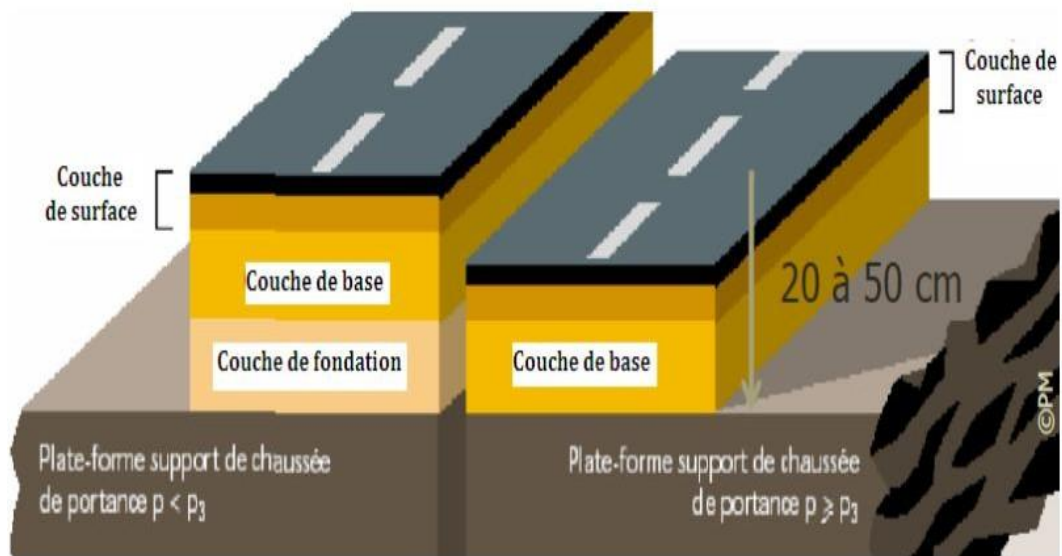 Couche
de surface
Couche de base
Couche de fondation
Plate-forme support de chaussée
de portance p < p₃
Couche de
surface
20 à 50 cm
Couche de base
Plate-forme support de chaussée
de portance p ⩾ p₃
©PM